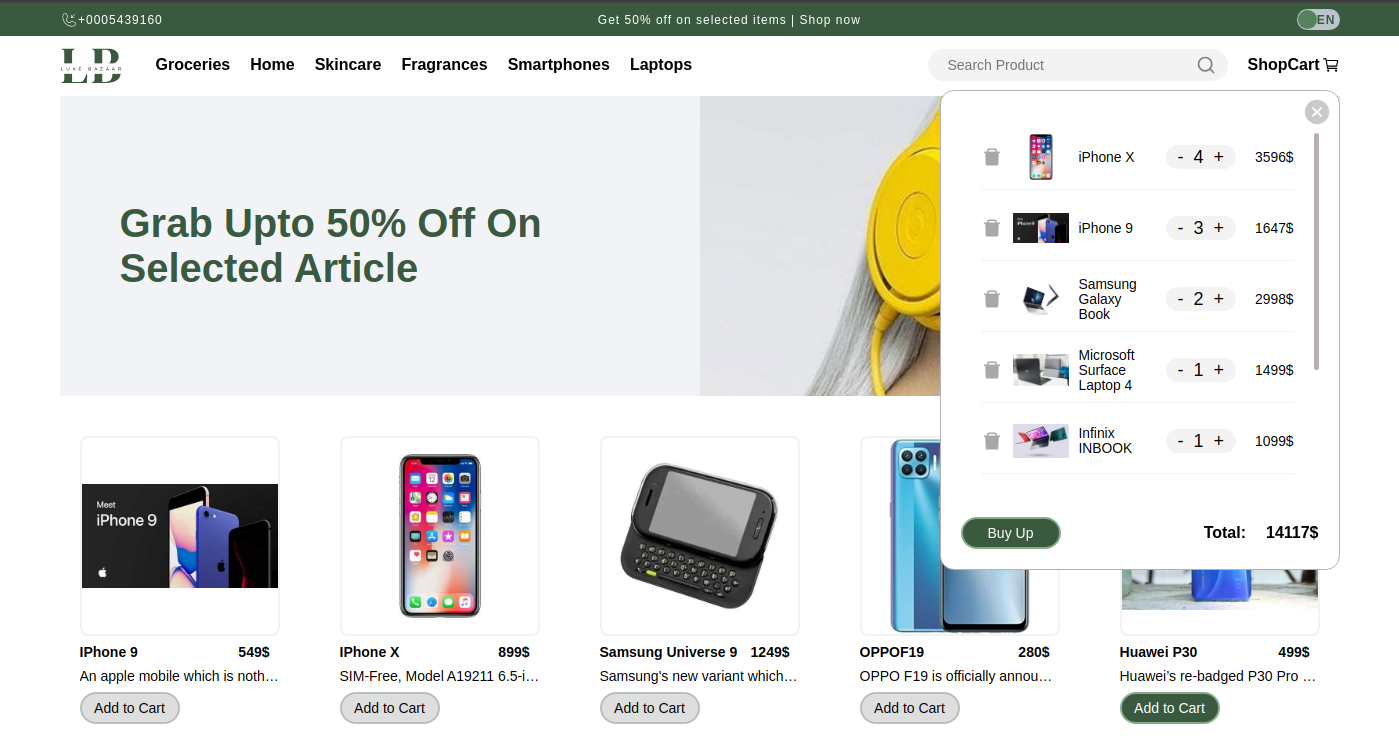 +0005439160
Get 50% off on selected items | Shop now
EN
LB
LUXE BAZAAR
Groceries
Home
Skincare
Fragrances
Smartphones
Laptops
Search Product
ShopCart
Grab Upto 50% Off On
Selected Article
iPhone X
- 4 +
3596$
iPhone 9
- 3 +
1647$
Samsung
Galaxy
Book
- 2 +
2998$
Microsoft
Surface
Laptop 4
- 1 +
1499$
Infinix
INBOOK
- 1 +
1099$
Buy Up
Total: 14117$
Meet
iPhone 9
IPhone 9 549$
An apple mobile which is noth…
Add to Cart
IPhone X 899$
SIM-Free, Model A19211 6.5-i…
Add to Cart
Samsung Universe 9 1249$
Samsung's new variant which…
Add to Cart
OPPOF19 280$
OPPO F19 is officially annou…
Add to Cart
Huawei P30 499$
Huawei’s re-badged P30 Pro …
Add to Cart